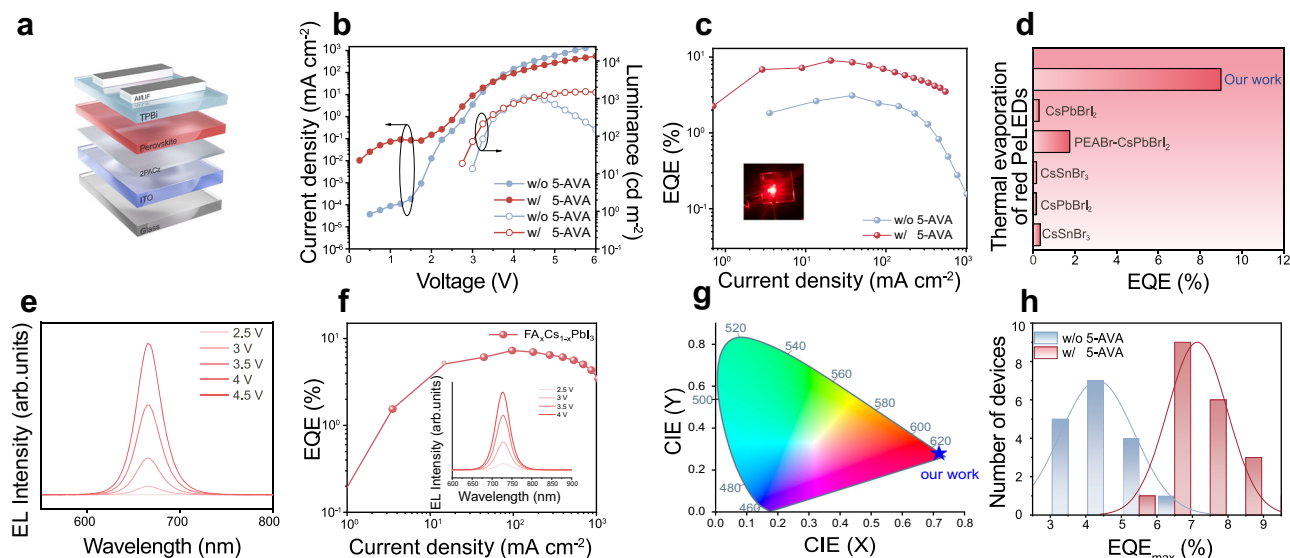 a
Al/LiF
TPBi
Perovskite
2PACz
ITO
Glass
b
Current density (mA cm⁻²)
10³
10²
10¹
10⁰
10⁻¹
10⁻²
10⁻³
10⁻⁴
10⁻⁵
10⁻⁶
0 1 2 3 4 5 6
Voltage (V)
10⁴
10³
10²
10¹
10⁰
10⁻¹
Luminance (cd m⁻²)
w/o 5-AVA
w/ 5-AVA
w/o 5-AVA
w/ 5-AVA
c
EQE (%)
10¹
10⁰
10⁻¹
10⁰ 10¹ 10² 10³
Current density (mA cm⁻²)
w/o 5-AVA
w/ 5-AVA
d
Thermal evaporation
of red PeLEDs
Our work
CsPbBrI₂
PEABr-CsPbBrI₂
CsSnBr₃
CsPbBrI₂
CsSnBr₃
0 2 4 6 8 10 12
EQE (%)
e
EL Intensity (arb.units)
2.5 V
3 V
3.5 V
4 V
4.5 V
600 700 800
Wavelength (nm)
f
EQE (%)
10¹
10⁰
10⁻¹
FAₓCs₁₋ₓPbI₃
EL Intensity (arb.units)
2.5 V
3 V
3.5 V
4 V
600 650 700 750 800 850 900
Wavelength (nm)
10⁰ 10¹ 10² 10³
Current density (mA cm⁻²)
g
CIE (Y)
0.8
0.6
0.4
0.2
0.0
520
540
560
500
580
600
620
480
460
our work
0.0 0.1 0.2 0.3 0.4 0.5 0.6 0.7 0.8
CIE (X)
h
Number of devices
10
8
6
4
2
0
w/o 5-AVA
w/ 5-AVA
3 4 5 6 7 8 9
EQEₘₐₓ (%)